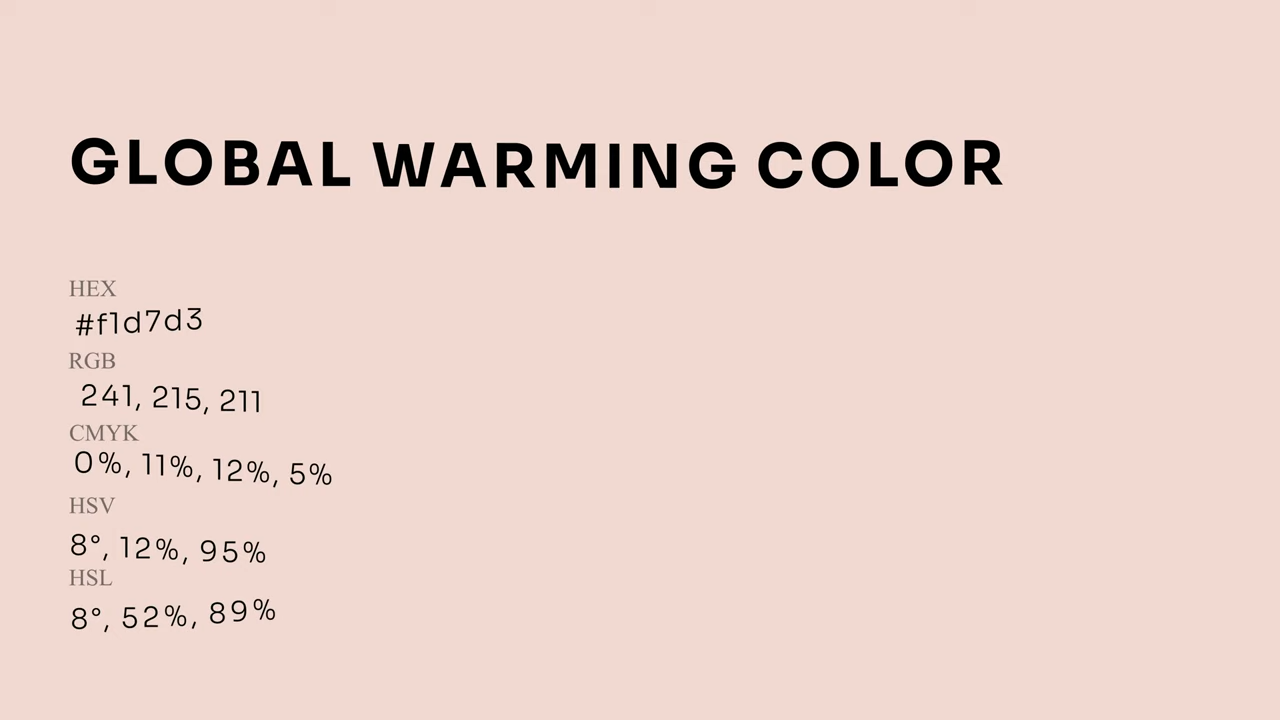 GLOBAL WARMING COLOR
HEX
#f1d7d3
RGB
241, 215, 211
CMYK
0%, 11%, 12%, 5%
HSV
8°, 12%, 95%
HSL
8°, 52%, 89%